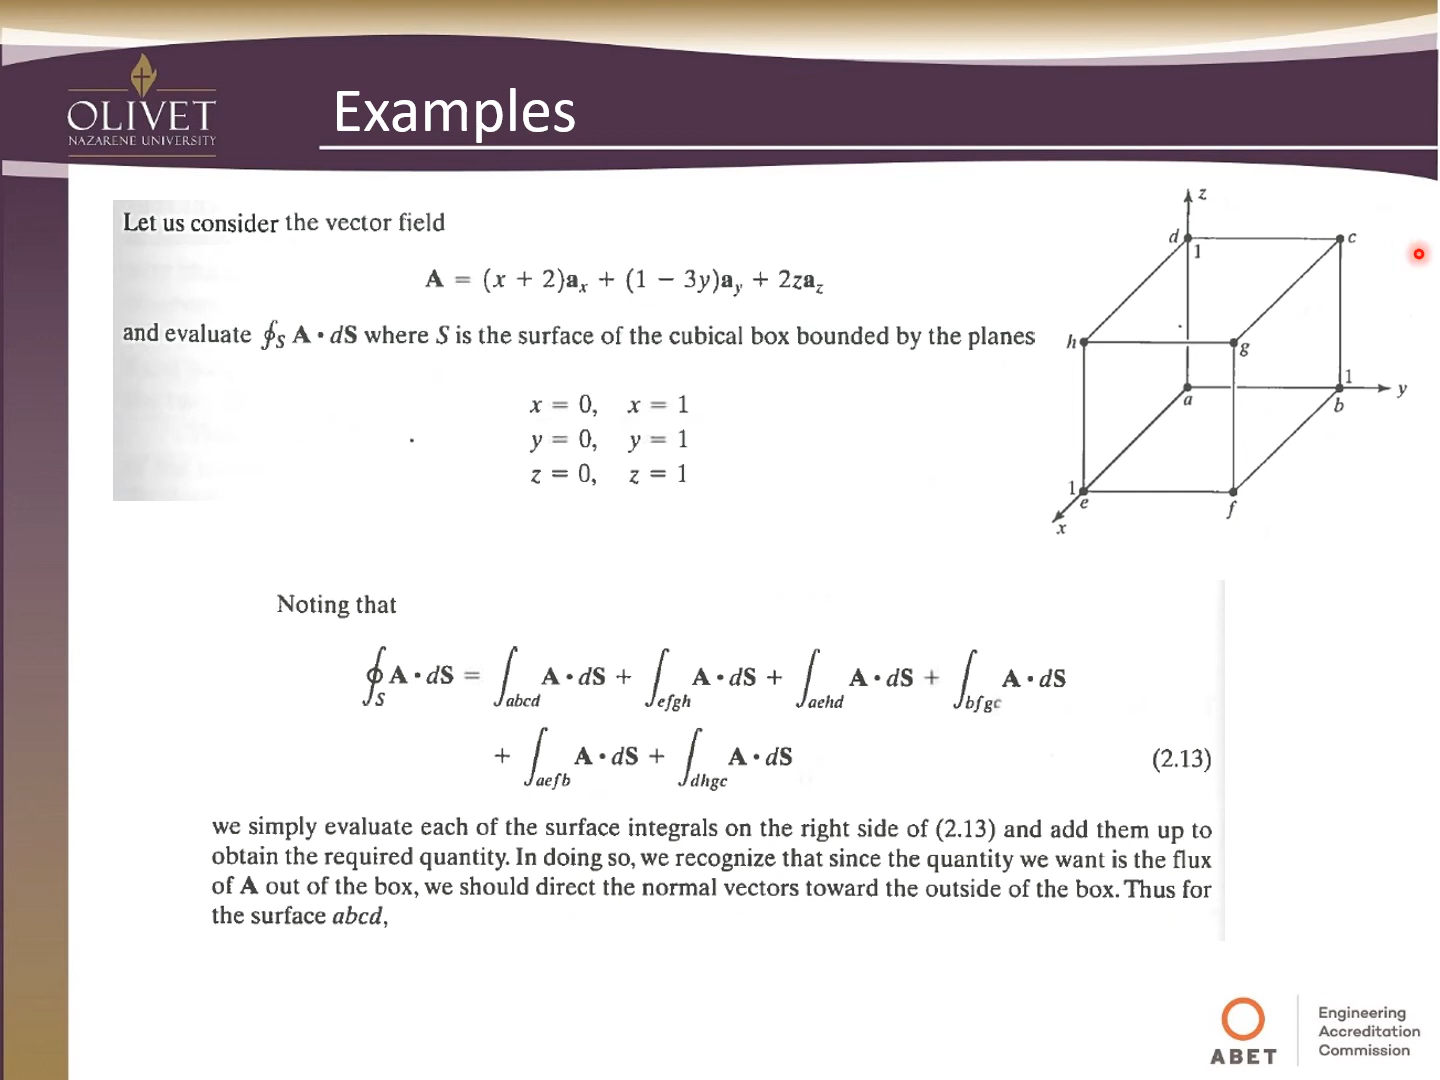 OLIVET
NAZARENE UNIVERSITY
Examples
Let us consider the vector field
A = (x + 2)aₓ + (1 − 3y)a_y + 2za_z
and evaluate ∮_S A • dS where S is the surface of the cubical box bounded by the planes
x = 0, x = 1
y = 0, y = 1
z = 0, z = 1
z
d
1
c
h
g
1
y
a
b
1
e
f
x
Noting that
∮_S A • dS = ∫_abcd A • dS + ∫_efgh A • dS + ∫_aehd A • dS + ∫_bfgc A • dS
+ ∫_aefb A • dS + ∫_dhgc A • dS (2.13)
we simply evaluate each of the surface integrals on the right side of (2.13) and add them up to
obtain the required quantity. In doing so, we recognize that since the quantity we want is the flux
of A out of the box, we should direct the normal vectors toward the outside of the box. Thus for
the surface abcd,
ABET
Engineering
Accreditation
Commission